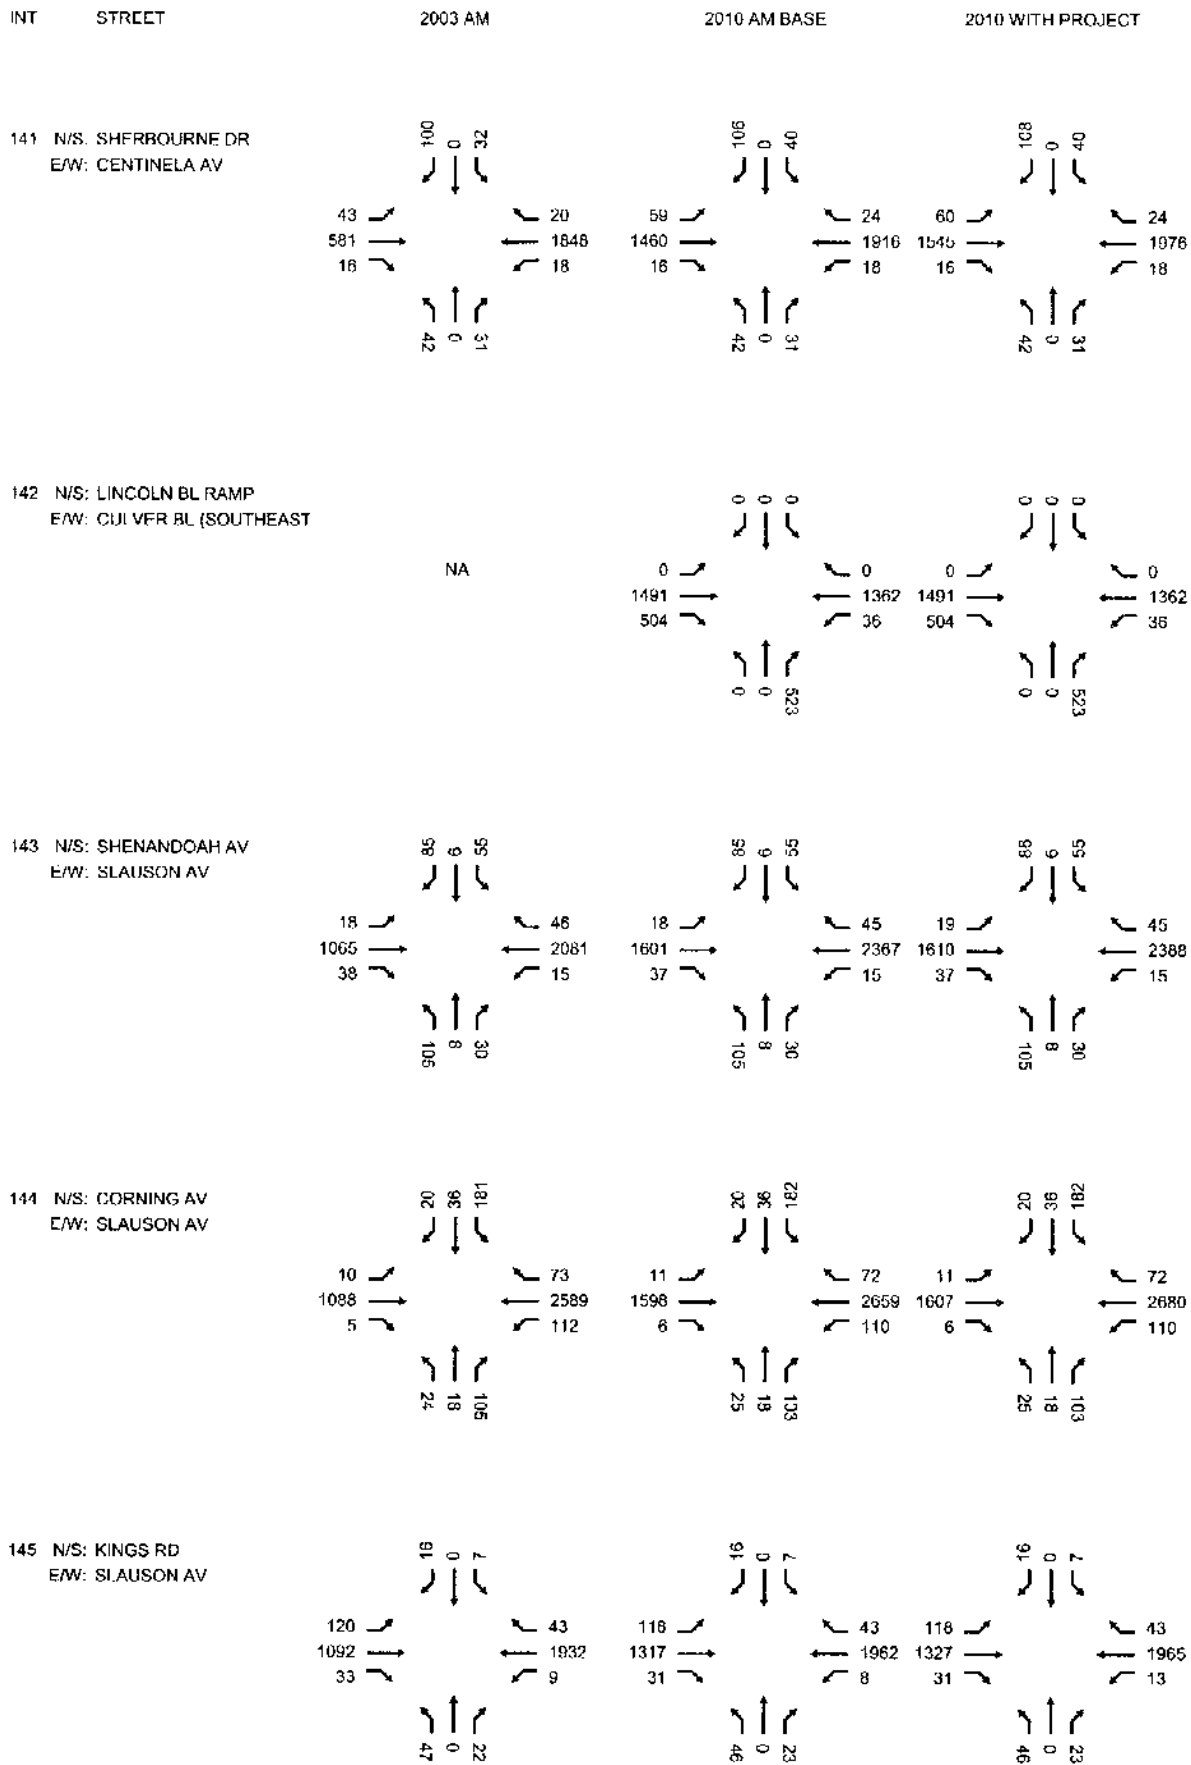 INT STREET 2003 AM 2010 AM BASE 2010 WITH PROJECT
141 N/S: SHERBOURNE DR
E/W: CENTINELA AV
100 0 32 106 0 40 108 0 40
43 20 59 24 60 24
581 1848 1460 1916 1545 1976
16 18 16 18 16 18
42 0 31 42 0 31 42 0 31
142 N/S: LINCOLN BL RAMP
E/W: CULVER BL (SOUTHEAST
0 0 0 0 0 0
NA 0 0 0 0
1491 1362 1491 1362
504 36 504 36
0 0 523 0 0 523
143 N/S: SHENANDOAH AV
E/W: SLAUSON AV
6 55 6 55 88 6 55
18 46 18 45 19 45
1065 2081 1601 2367 1610 2388
38 15 37 15 37 15
105 8 30 105 8 30 105 8 30
144 N/S: CORNING AV
E/W: SLAUSON AV
20 36 181 20 36 182 20 36 182
10 73 11 72 11 72
1088 2589 1598 2659 1607 2680
5 112 6 110 6 110
24 18 105 25 18 103 25 18 103
145 N/S: KINGS RD
E/W: SLAUSON AV
16 0 7 16 0 7 16 0 7
120 43 118 43 118 43
1092 1932 1317 1962 1327 1965
33 9 31 8 31 13
47 0 22 46 0 23 46 0 23